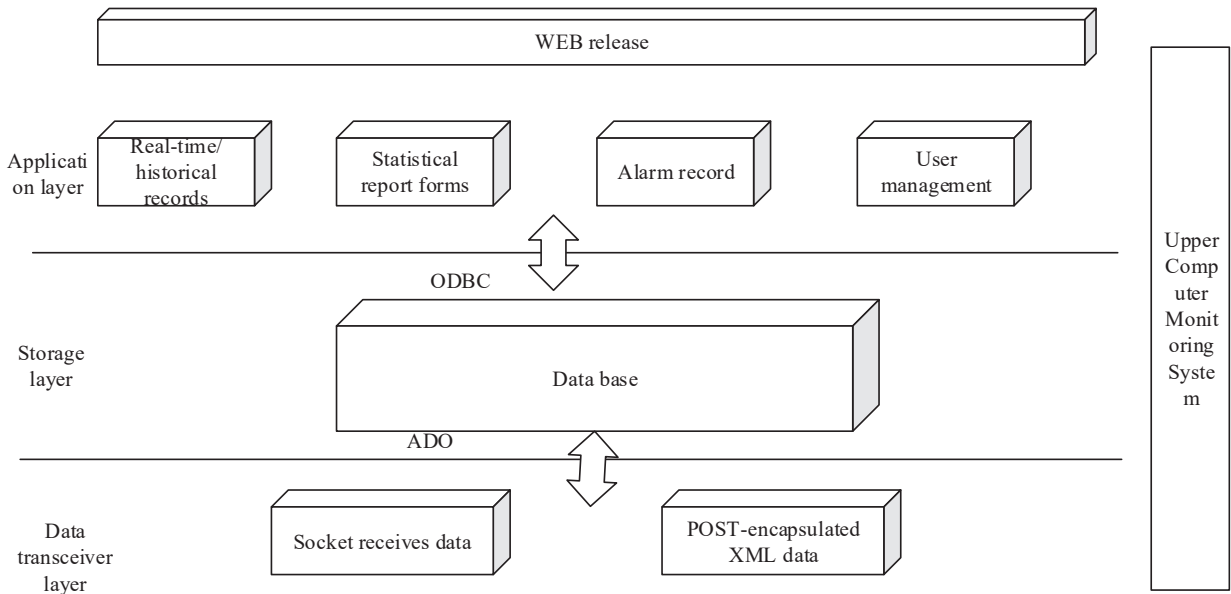 WEB release
Applicati
on layer
Real-time/
historical
records
Statistical
report forms
Alarm record
User
management
ODBC
Storage
layer
Data base
ADO
Data
transceiver
layer
Socket receives data
POST-encapsulated
XML data
Upper
Comp
uter
Monit
oring
Syste
m